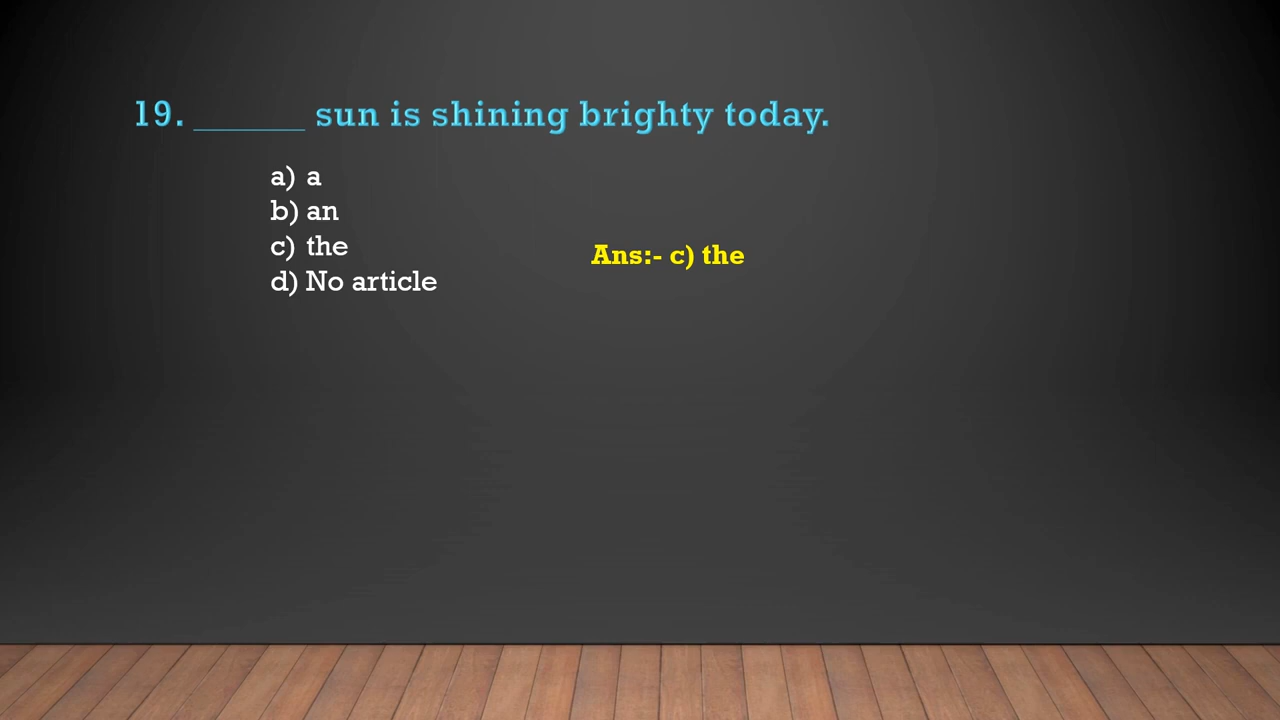 19. ______ sun is shining brighty today.
a) a
b) an
c) the
d) No article
Ans:- c) the